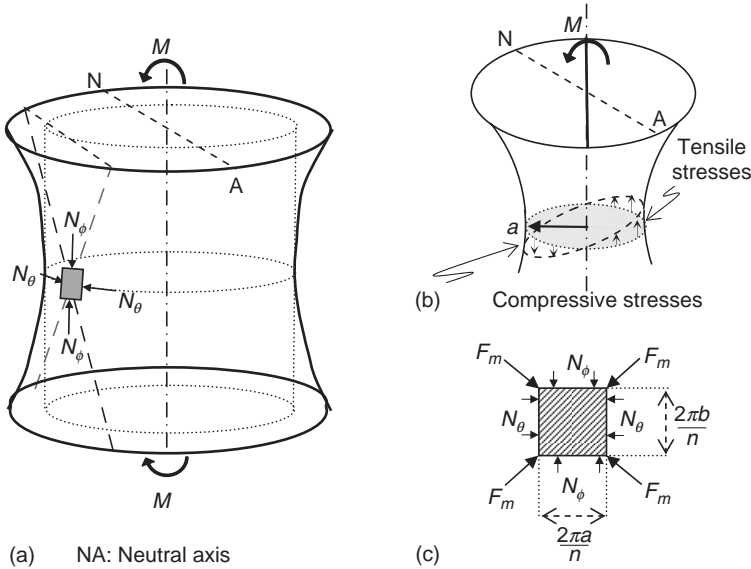 M
N
A
Nϕ
Nθ
Nθ
Nϕ
M
(a) NA: Neutral axis
M
N
A
Tensile
stresses
a
(b) Compressive stresses
Fm
Nϕ
Fm
Nθ
Nθ
2πb
n
Fm
Nϕ
Fm
2πa
n
(c)